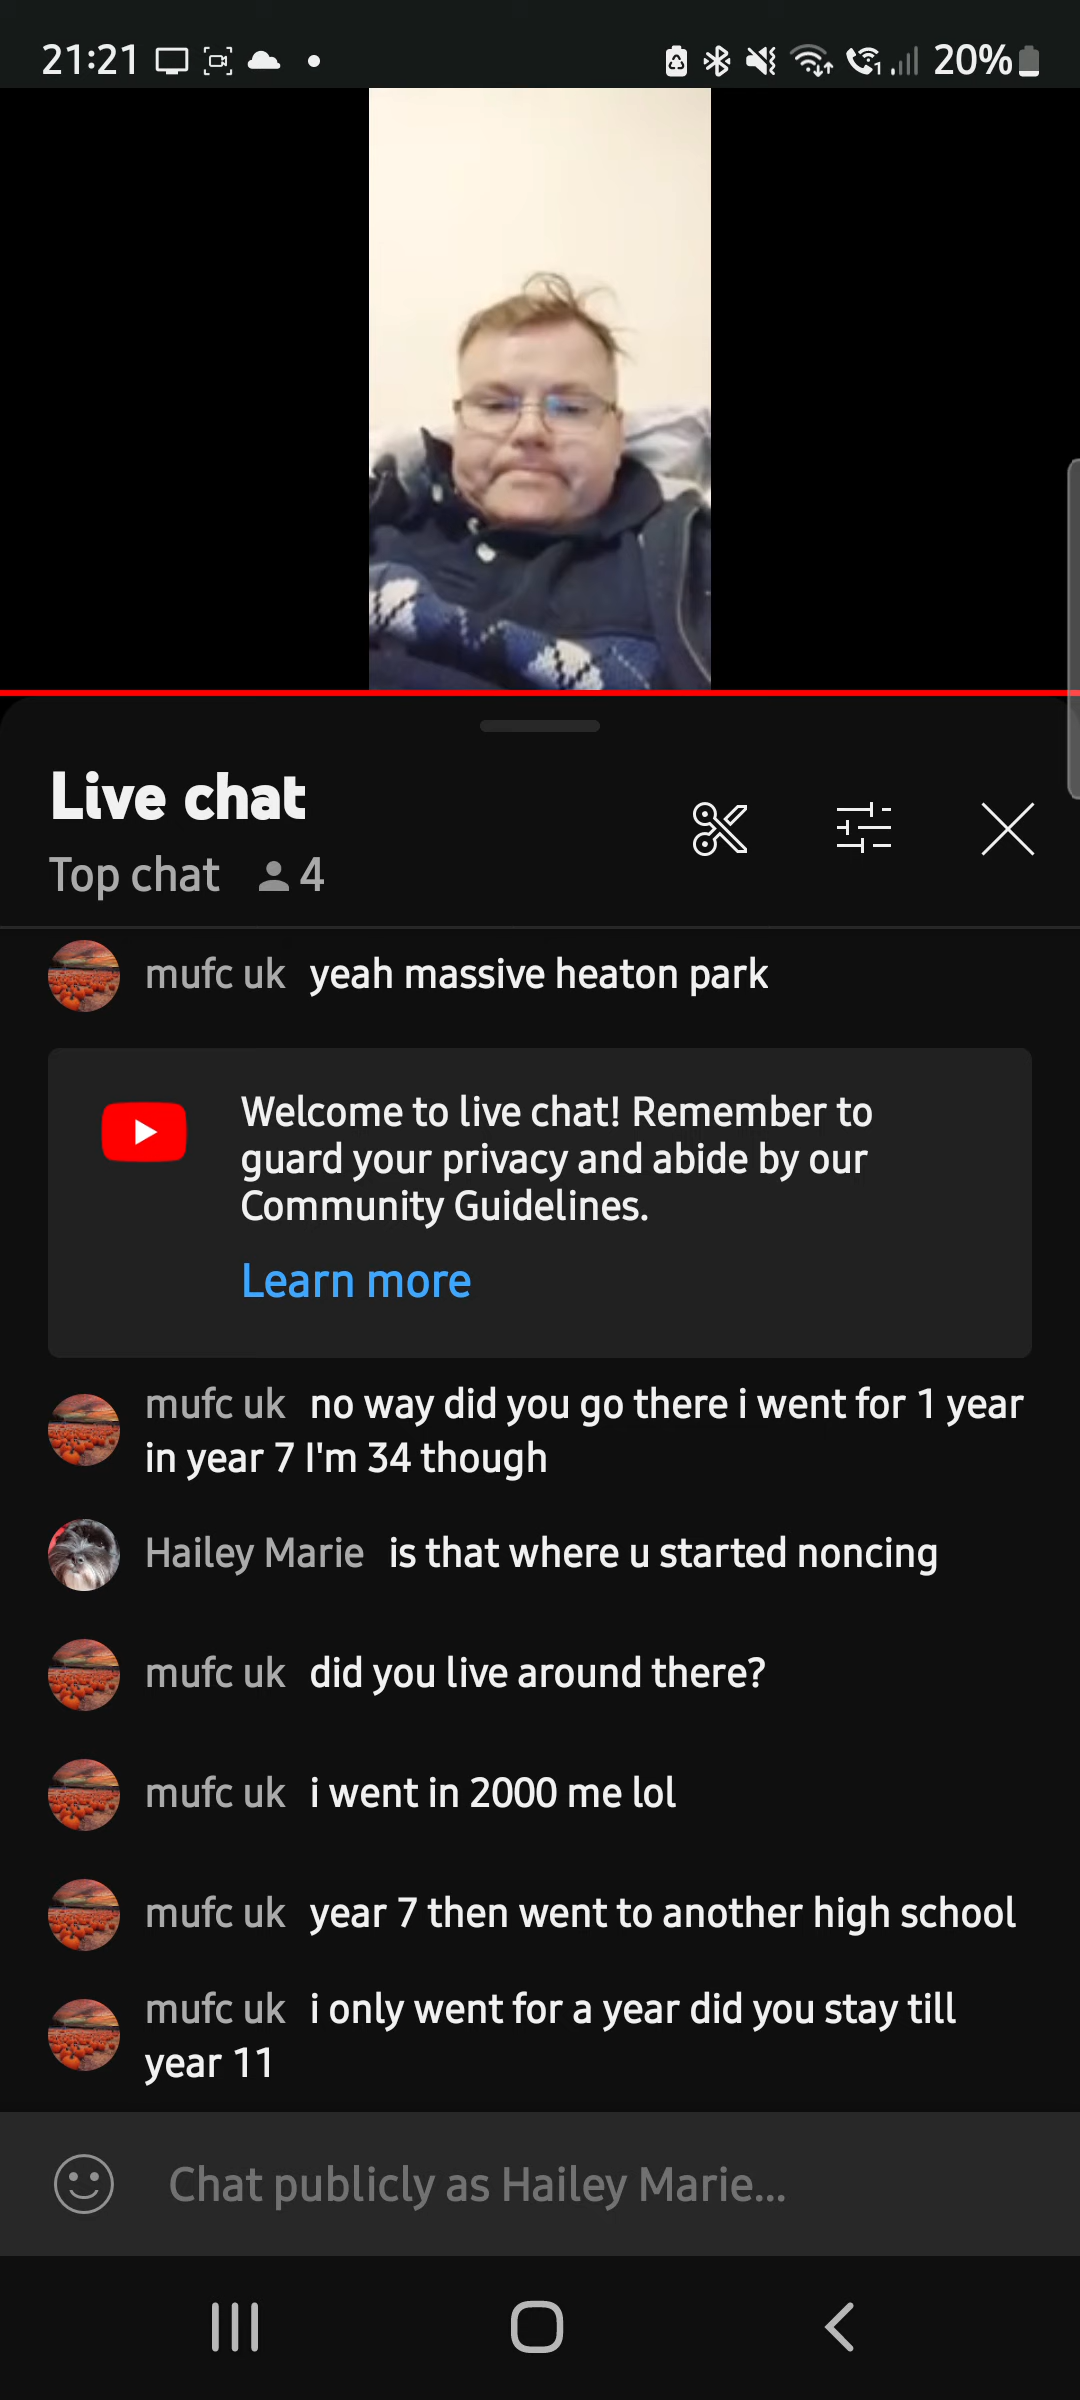 21:21
1
20%
Live chat
Top chat 4
mufc uk yeah massive heaton park
Welcome to live chat! Remember to
guard your privacy and abide by our
Community Guidelines.
Learn more
mufc uk no way did you go there i went for 1 year
in year 7 I'm 34 though
Hailey Marie is that where u started noncing
mufc uk did you live around there?
mufc uk i went in 2000 me lol
mufc uk year 7 then went to another high school
mufc uk i only went for a year did you stay till
year 11
Chat publicly as Hailey Marie...